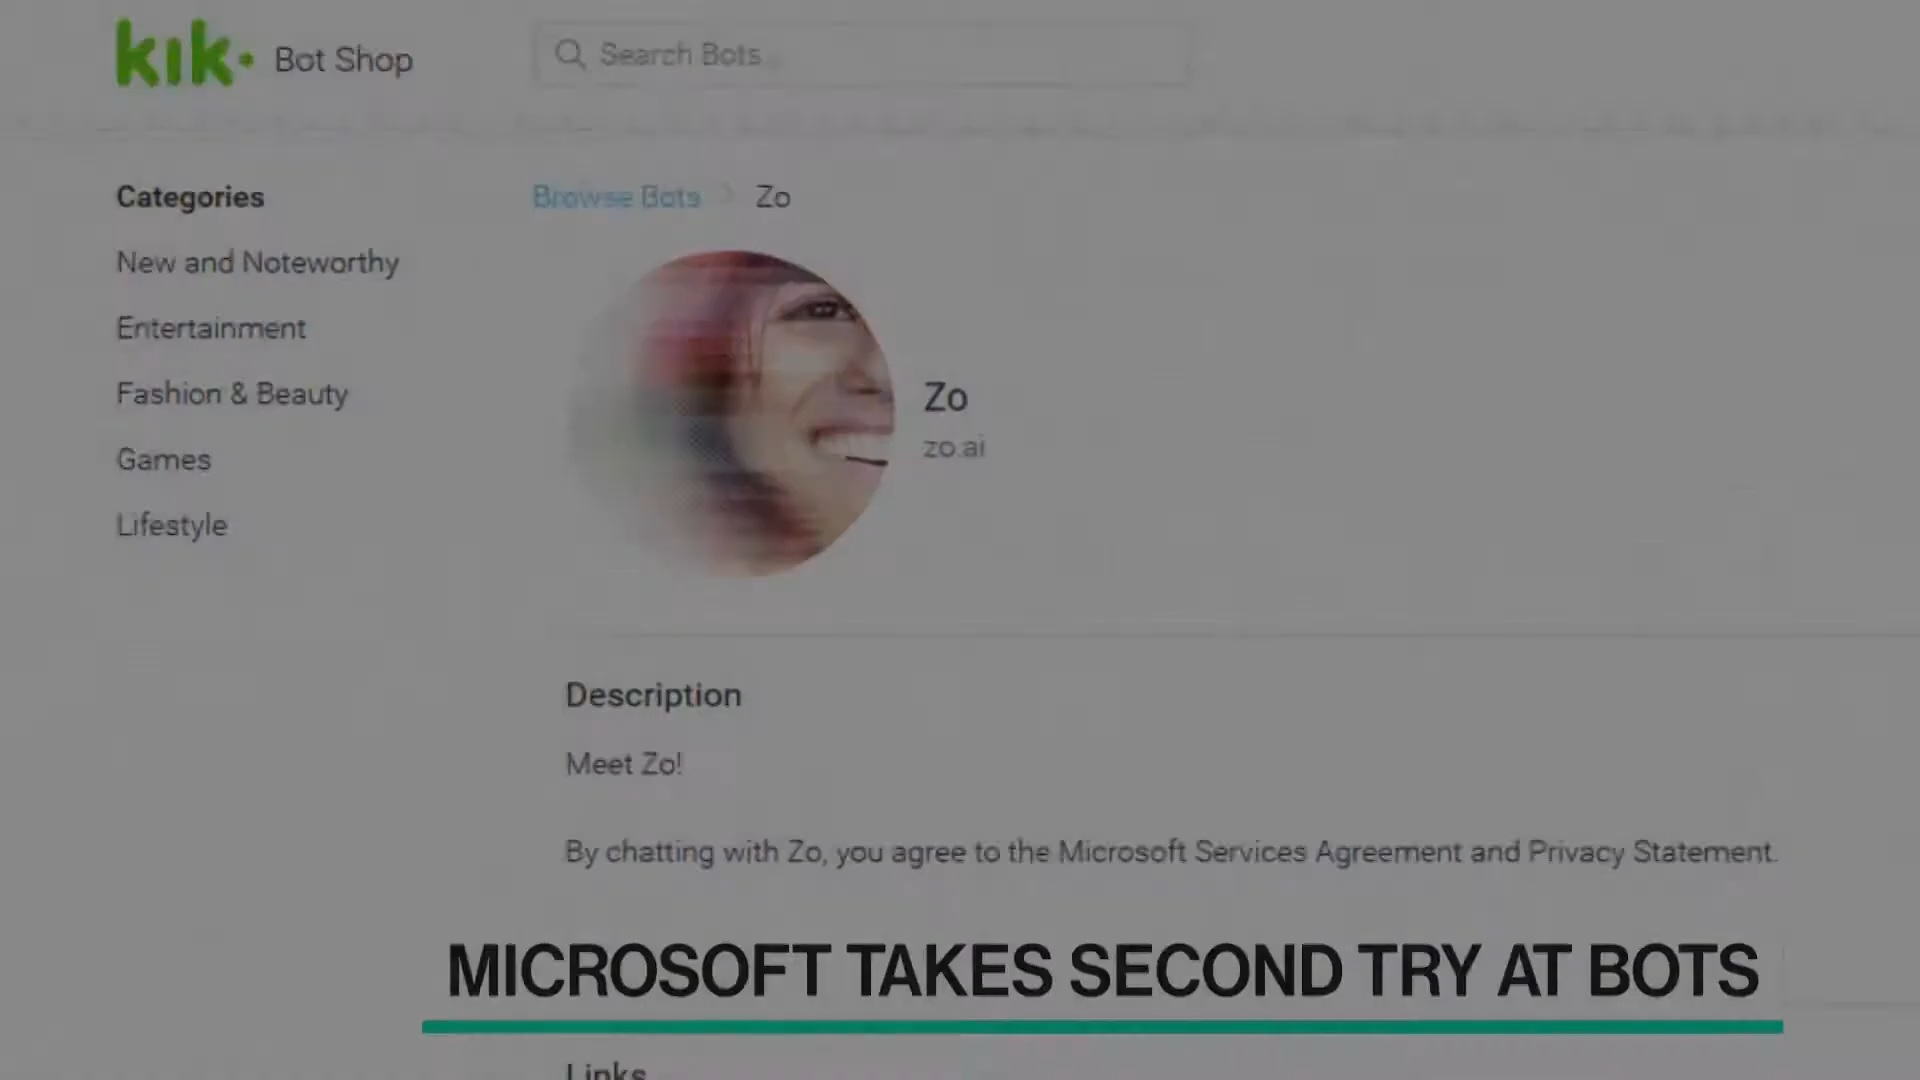 kik· Bot Shop
Search Bots...
Categories
New and Noteworthy
Entertainment
Fashion & Beauty
Games
Lifestyle
Browse Bots > Zo
Zo
zo.ai
Description
Meet Zo!
By chatting with Zo, you agree to the Microsoft Services Agreement and Privacy Statement.
MICROSOFT TAKES SECOND TRY AT BOTS
Links